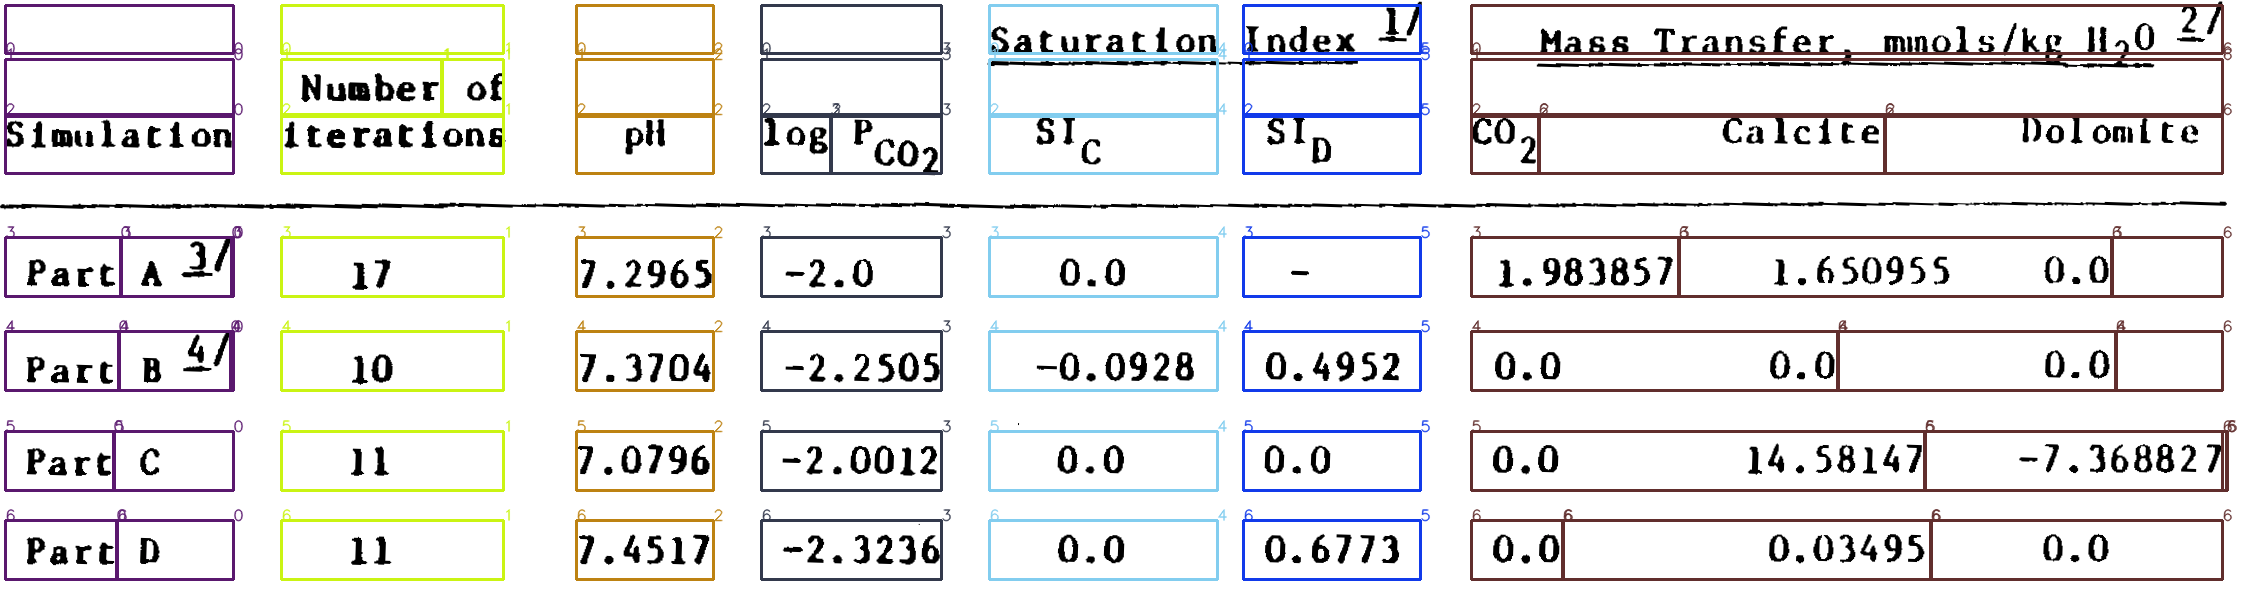 Saturation Index 1/ Mass Transfer, mmols/kg H₂O 2/
Number of
Simulation iterations pH log P_CO₂ SI_C SI_D CO₂ Calcite Dolomite
Part A 3/ 17 7.2965 -2.0 0.0 - 1.983857 1.650955 0.0
Part B 4/ 10 7.3704 -2.2505 -0.0928 0.4952 0.0 0.0 0.0
Part C 11 7.0796 -2.0012 0.0 0.0 0.0 14.58147 -7.368827
Part D 11 7.4517 -2.3236 0.0 0.6773 0.0 0.03495 0.0